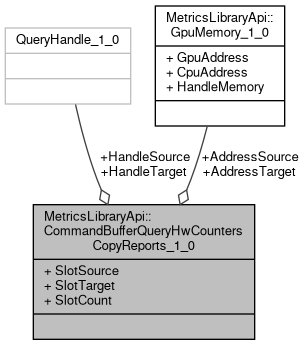 QueryHandle_1_0
MetricsLibraryApi::
GpuMemory_1_0
+ GpuAddress
+ CpuAddress
+ HandleMemory
+HandleSource
+HandleTarget
+AddressSource
+AddressTarget
MetricsLibraryApi::
CommandBufferQueryHwCounters
CopyReports_1_0
+ SlotSource
+ SlotTarget
+ SlotCount